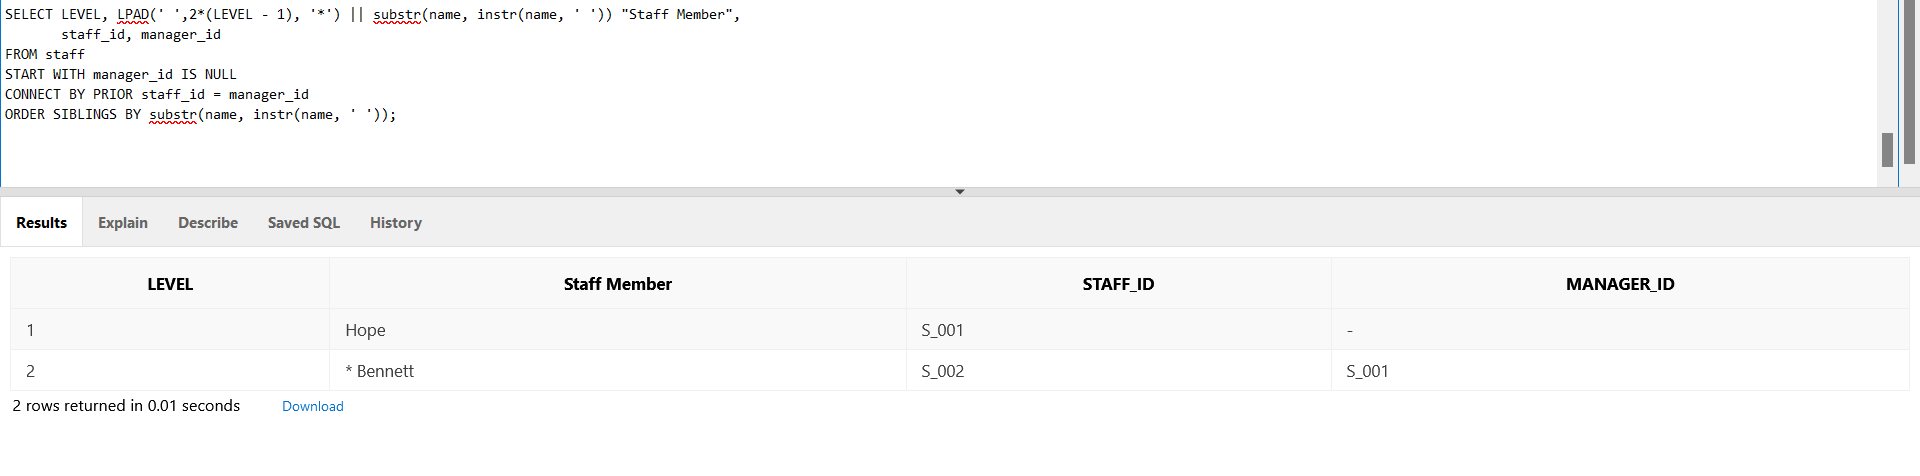 SELECT LEVEL, LPAD(' ',2*(LEVEL - 1), '*') || substr(name, instr(name, ' ')) "Staff Member",
       staff_id, manager_id
FROM staff
START WITH manager_id IS NULL
CONNECT BY PRIOR staff_id = manager_id
ORDER SIBLINGS BY substr(name, instr(name, ' '));
Results Explain Describe Saved SQL History
LEVEL Staff Member STAFF_ID MANAGER_ID
1 Hope S_001 -
2 * Bennett S_002 S_001
2 rows returned in 0.01 seconds Download